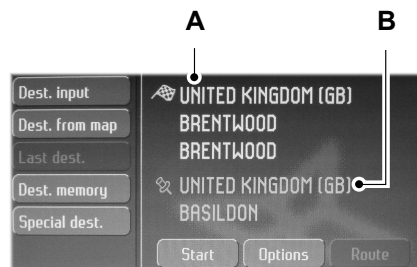 A B
Dest. input
Dest. from map
Last dest.
Dest. memory
Special dest.
UNITED KINGDOM (GB)
BRENTWOOD
BRENTWOOD
UNITED KINGDOM (GB)
BASILDON
Start Options Route